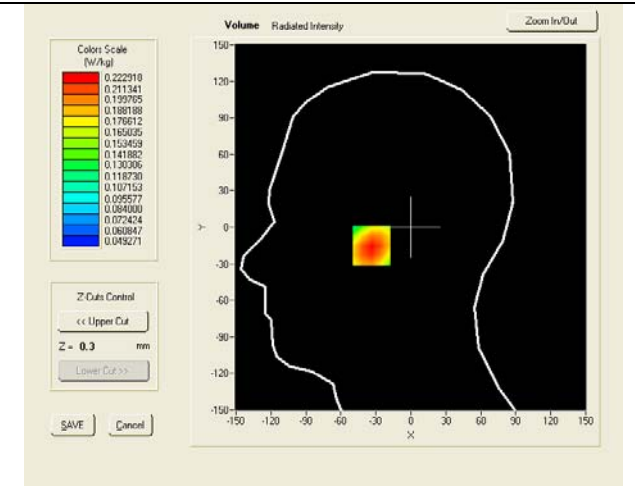 Volume Radiated Intensity
Zoom In/Out
Colors Scale
(W/kg)
0.222918
0.211341
0.199765
0.188188
0.176612
0.165035
0.153459
0.141882
0.130306
0.118730
0.107153
0.095577
0.084000
0.072424
0.060847
0.049271
Z-Cuts Control
<< Upper Cut
Z = 0.3 mm
Lower Cut >>
SAVE Cancel
150
120
90
60
30
0
-30
-60
-90
-120
-150
Y
-150 -120 -90 -60 -30 0 30 60 90 120 150
X